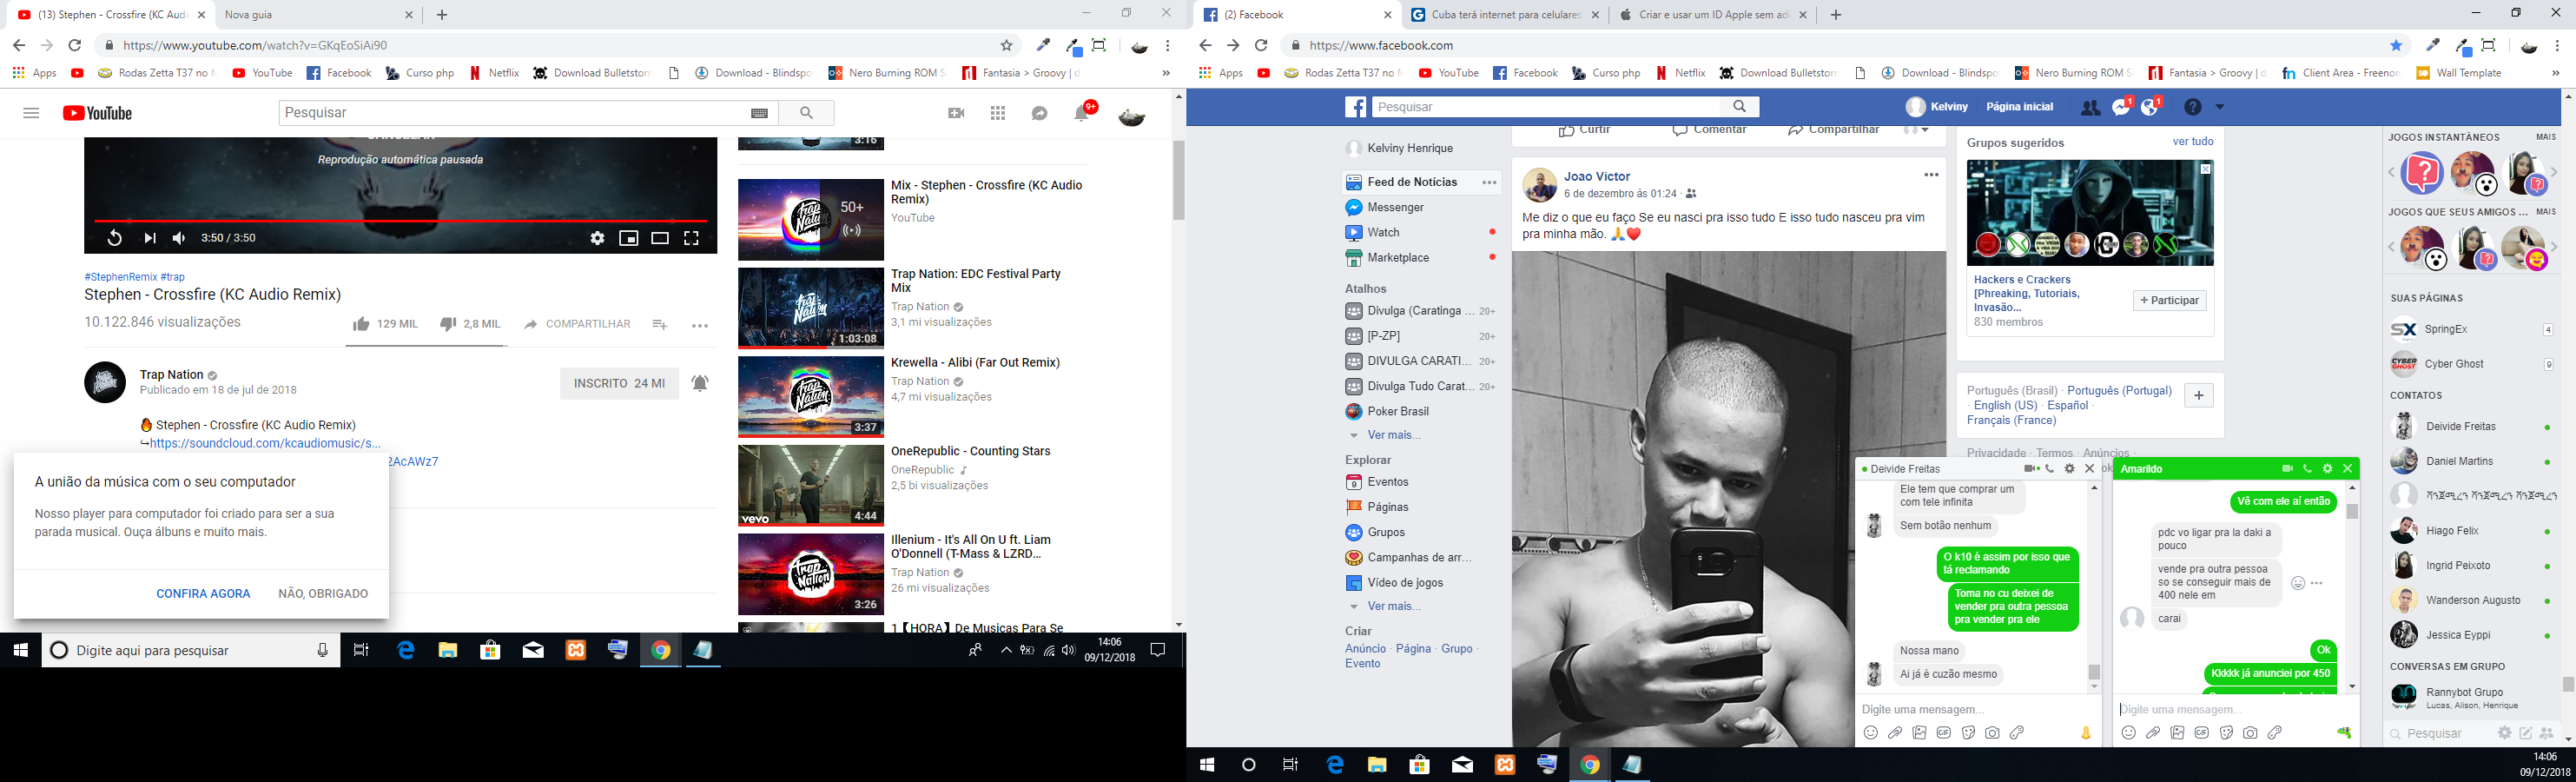 (13) Stephen - Crossfire (KC Audi
Nova guia
https://www.youtube.com/watch?v=GKqEoSiAi90
Apps
Rodas Zetta T37 no M
YouTube
Facebook
Curso php
Netflix
Download Bulletstorm
Download - Blindspo
Nero Burning ROM S
Fantasia > Groovy | d
YouTube
Pesquisar
9+
CANCELAR
Reprodução automática pausada
3:50 / 3:50
#StephenRemix #trap
Stephen - Crossfire (KC Audio Remix)
10.122.846 visualizações
129 MIL
2,8 MIL
COMPARTILHAR
Trap Nation
Publicado em 18 de jul de 2018
INSCRITO 24 MI
🔥 Stephen - Crossfire (KC Audio Remix)
↪https://soundcloud.com/kcaudiomusic/s...
2AcAWz7
A união da música com o seu computador
Nosso player para computador foi criado para ser a sua
parada musical. Ouça álbuns e muito mais.
CONFIRA AGORA
NÃO, OBRIGADO
3:16
50+
Mix - Stephen - Crossfire (KC Audio
Remix)
YouTube
1:03:08
Trap Nation: EDC Festival Party
Mix
Trap Nation
3,1 mi visualizações
3:37
Krewella - Alibi (Far Out Remix)
Trap Nation
4,7 mi visualizações
vevo
4:44
OneRepublic - Counting Stars
OneRepublic
2,5 bi visualizações
3:26
Illenium - It's All On U ft. Liam
O'Donnell (T-Mass & LZRD...
Trap Nation
26 mi visualizações
1【HORA】De Musicas Para Se
Digite aqui para pesquisar
14:06
09/12/2018
(2) Facebook
Cuba terá internet para celulares
Criar e usar um ID Apple sem adi
https://www.facebook.com
Apps
Rodas Zetta T37 no M
YouTube
Facebook
Curso php
Netflix
Download Bulletstorm
Download - Blindspo
Nero Burning ROM S
Fantasia > Groovy | d
Client Area - Freenom
Wall Template
Pesquisar
Kelviny
Página inicial
1
1
Kelviny Henrique
Feed de Notícias
Messenger
Watch
Marketplace
Atalhos
Divulga (Caratinga ... 20+
[P-ZP] 20+
DIVULGA CARATI... 20+
Divulga Tudo Carat... 20+
Poker Brasil
Ver mais...
Explorar
Eventos
Páginas
Grupos
Campanhas de arr...
Vídeo de jogos
Ver mais...
Criar
Anúncio · Página · Grupo ·
Evento
Curtir
Comentar
Compartilhar
Joao Victor
6 de dezembro às 01:24 ·
Me diz o que eu faço Se eu nasci pra isso tudo E isso tudo nasceu pra vim
pra minha mão. 🙏❤️
Grupos sugeridos
ver tudo
Hackers e Crackers
[Phreaking, Tutoriais,
Invasão...
830 membros
+ Participar
Português (Brasil) · Português (Portugal)
· English (US) · Español ·
Français (France)
Privacidade · Termos · Anúncios ·
Deivide Freitas
Ele tem que comprar um
com tele infinita
Sem botão nenhum
O k10 é assim por isso que
tá reclamando
Toma no cu deixei de
vender pra outra pessoa
pra vender pra ele
Nossa mano
Ai já é cuzão mesmo
Digite uma mensagem...
Amarildo
Vê com ele aí então
pdc vo ligar pra la daki a
pouco
vende pra outra pessoa
so se conseguir mais de
400 nele em
carai
Ok
Kkkkk já anunciei por 450
Digite uma mensagem...
JOGOS INSTANTÂNEOS
MAIS
JOGOS QUE SEUS AMIGOS ...
MAIS
SUAS PÁGINAS
SpringEx
4
Cyber Ghost
9
CONTATOS
Deivide Freitas
Daniel Martins
Hiago Felix
Ingrid Peixoto
Wanderson Augusto
Jessica Eyppi
CONVERSAS EM GRUPO
Rannybot Grupo
Lucas, Alison, Henrique
Pesquisar
14:06
09/12/2018